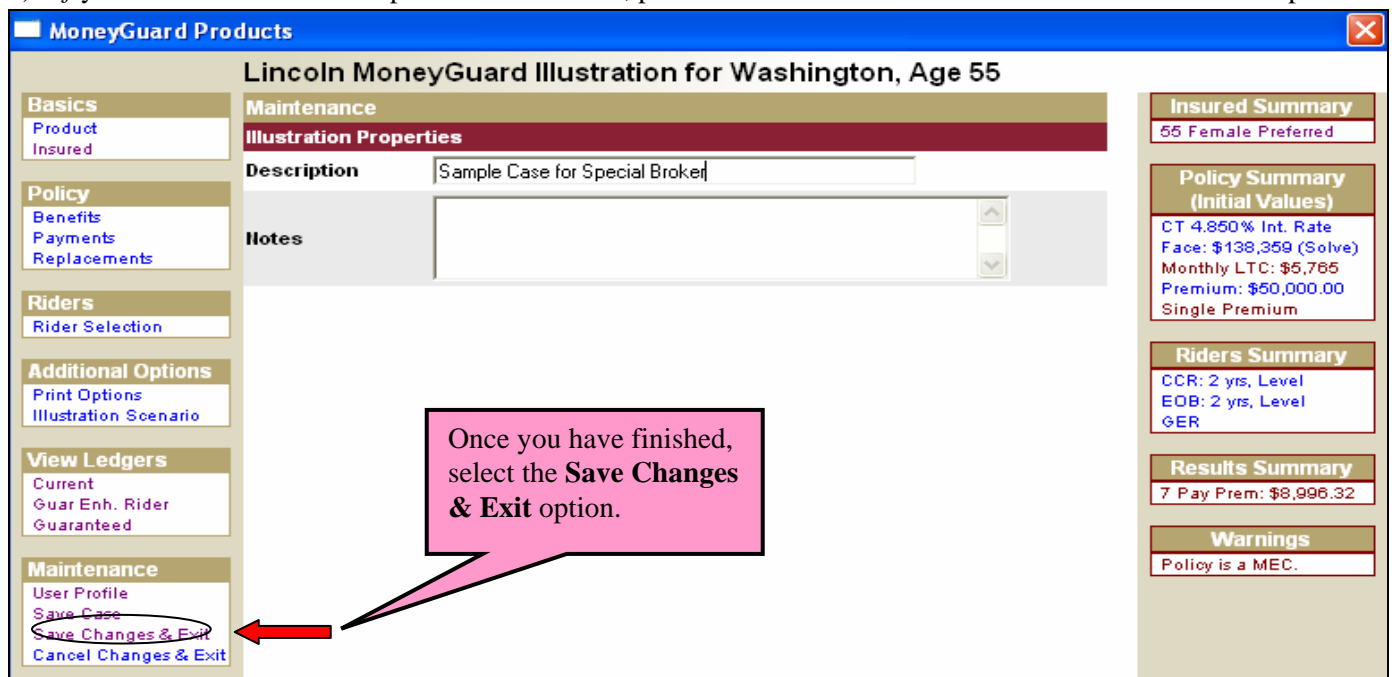 MoneyGuard Products
Lincoln MoneyGuard Illustration for Washington, Age 55
Basics
Product
Insured
Policy
Benefits
Payments
Replacements
Riders
Rider Selection
Additional Options
Print Options
Illustration Scenario
View Ledgers
Current
Guar Enh. Rider
Guaranteed
Maintenance
User Profile
Save Case
Save Changes & Exit
Cancel Changes & Exit
Maintenance
Illustration Properties
Description Sample Case for Special Broker
Notes
Once you have finished,
select the Save Changes
& Exit option.
Insured Summary
55 Female Preferred
Policy Summary
(Initial Values)
CT 4.850% Int. Rate
Face: $138,359 (Solve)
Monthly LTC: $5,765
Premium: $50,000.00
Single Premium
Riders Summary
CCR: 2 yrs, Level
EOB: 2 yrs, Level
GER
Results Summary
7 Pay Prem: $8,996.32
Warnings
Policy is a MEC.